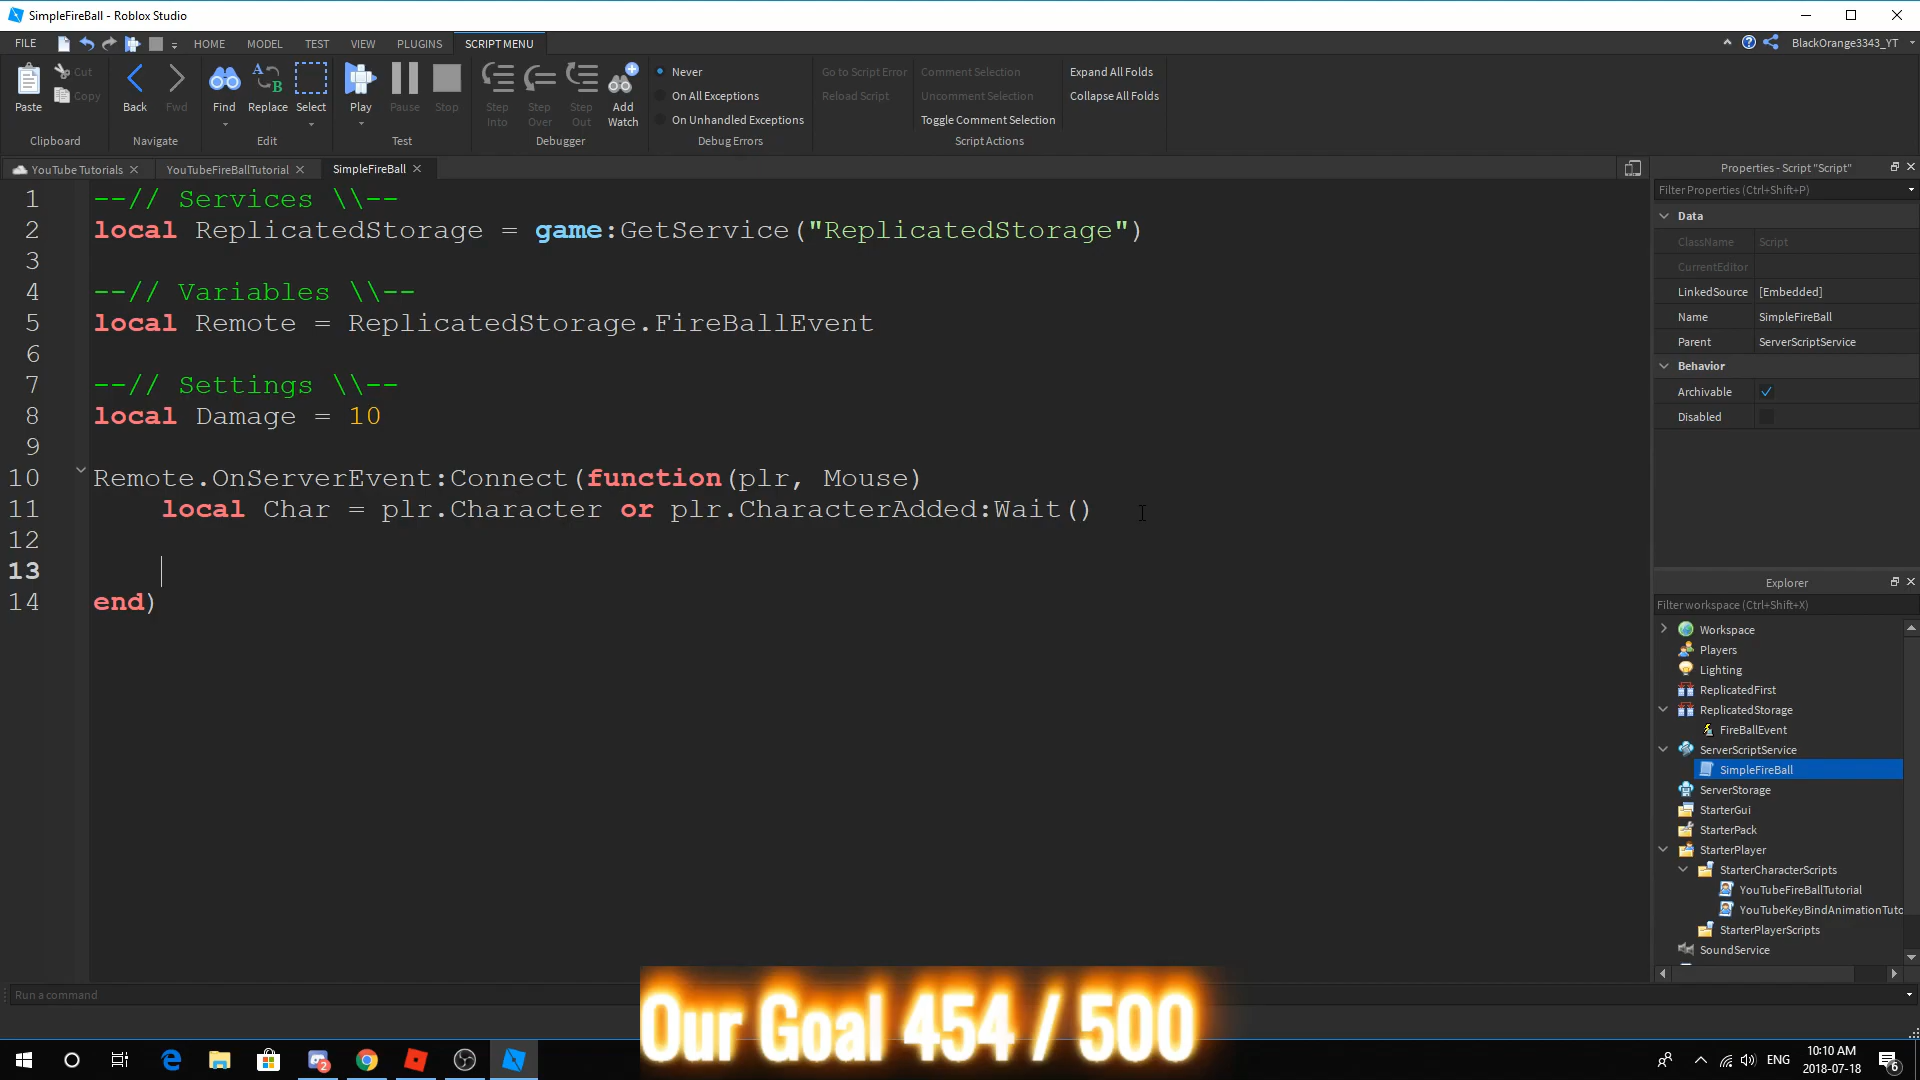 SimpleFireBall - Roblox Studio
FILE
HOME
MODEL
TEST
VIEW
PLUGINS
SCRIPT MENU
BlackOrange3343_YT
Paste
Cut
Copy
Clipboard
Back
Fwd
Navigate
Find
Replace
Select
Edit
Play
Pause
Stop
Test
Step Into
Step Over
Step Out
Add Watch
Debugger
Never
On All Exceptions
On Unhandled Exceptions
Debug Errors
Go to Script Error
Reload Script
Comment Selection
Uncomment Selection
Toggle Comment Selection
Script Actions
Expand All Folds
Collapse All Folds
YouTube Tutorials
YouTubeFireBallTutorial
SimpleFireBall
1 --// Services \\--
2 local ReplicatedStorage = game:GetService("ReplicatedStorage")
3
4 --// Variables \\--
5 local Remote = ReplicatedStorage.FireBallEvent
6
7 --// Settings \\--
8 local Damage = 10
9
10 Remote.OnServerEvent:Connect(function(plr, Mouse)
11 local Char = plr.Character or plr.CharacterAdded:Wait()
12
13
14 end)
Properties - Script "Script"
Filter Properties (Ctrl+Shift+P)
Data
ClassName Script
CurrentEditor
LinkedSource [Embedded]
Name SimpleFireBall
Parent ServerScriptService
Behavior
Archivable
Disabled
Explorer
Filter workspace (Ctrl+Shift+X)
Workspace
Players
Lighting
ReplicatedFirst
ReplicatedStorage
FireBallEvent
ServerScriptService
SimpleFireBall
ServerStorage
StarterGui
StarterPack
StarterPlayer
StarterCharacterScripts
YouTubeFireBallTutorial
YouTubeKeyBindAnimationTuto
StarterPlayerScripts
SoundService
Run a command
Our Goal 454 / 500
2
ENG
10:10 AM
2018-07-18
6